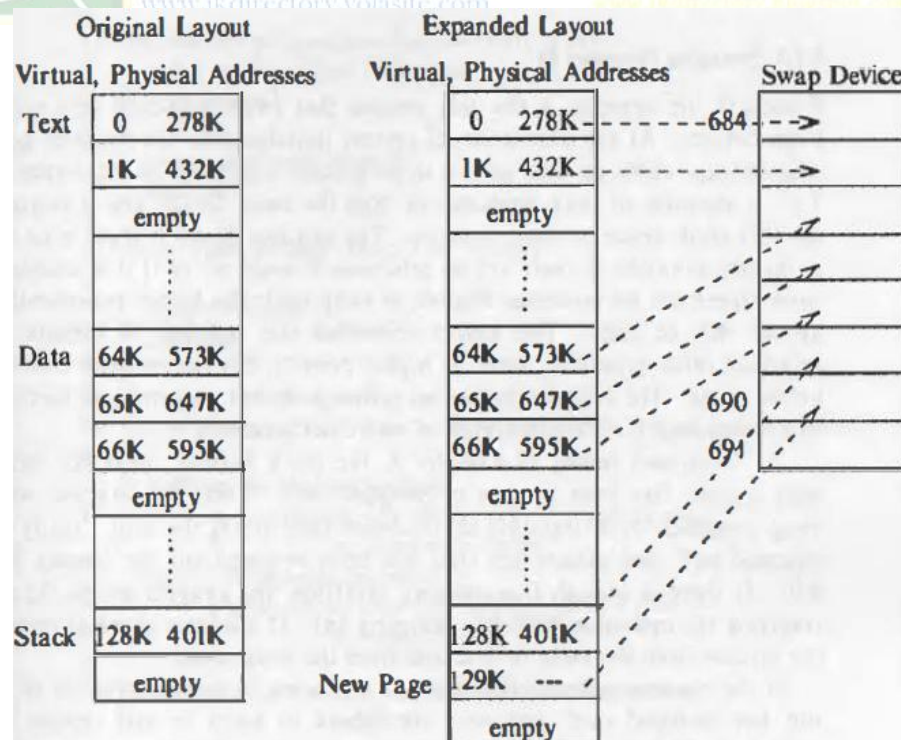 Original Layout Expanded Layout
Virtual, Physical Addresses Virtual, Physical Addresses Swap Device
Text 0 278K 0 278K 684
1K 432K 1K 432K
empty empty
Data 64K 573K 64K 573K
65K 647K 65K 647K 690
66K 595K 66K 595K 691
empty empty
Stack 128K 401K 128K 401K
empty New Page 129K ---
empty